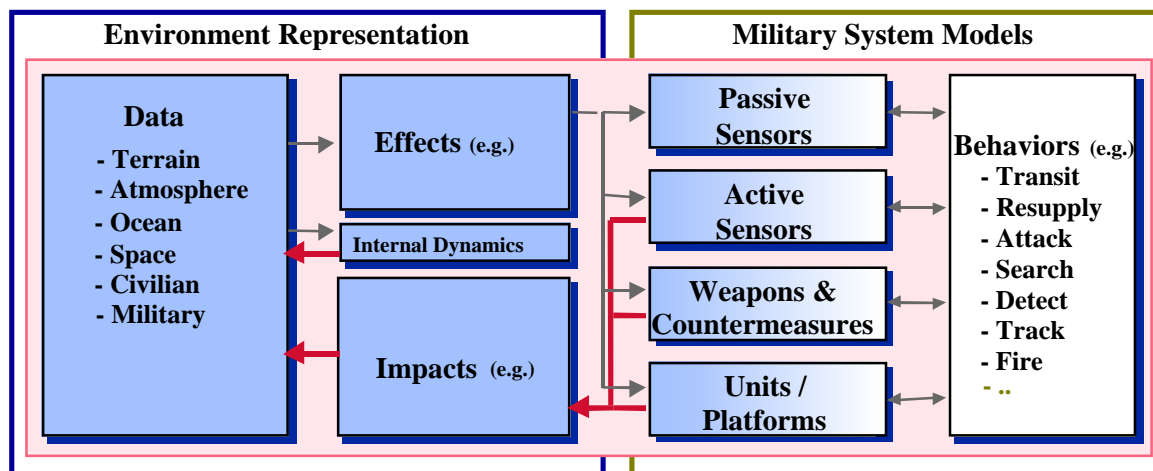 Environment Representation
Military System Models
Data
- Terrain
- Atmosphere
- Ocean
- Space
- Civilian
- Military
Effects (e.g.)
Internal Dynamics
Impacts (e.g.)
Passive
Sensors
Active
Sensors
Weapons &
Countermeasures
Units /
Platforms
Behaviors (e.g.)
- Transit
- Resupply
- Attack
- Search
- Detect
- Track
- Fire
- ..